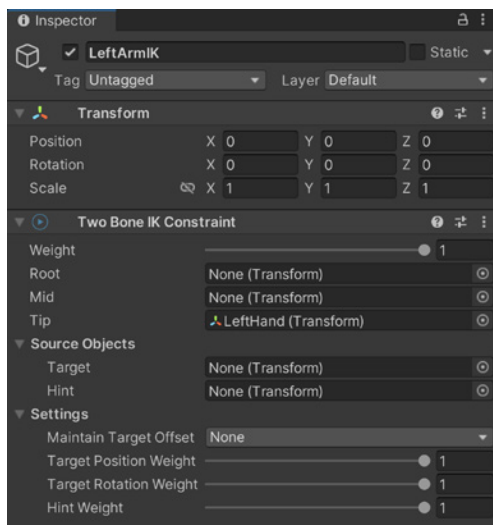 Inspector
LeftArmIK Static
Tag Untagged Layer Default
Transform
Position X 0 Y 0 Z 0
Rotation X 0 Y 0 Z 0
Scale X 1 Y 1 Z 1
Two Bone IK Constraint
Weight 1
Root None (Transform)
Mid None (Transform)
Tip LeftHand (Transform)
Source Objects
Target None (Transform)
Hint None (Transform)
Settings
Maintain Target Offset None
Target Position Weight 1
Target Rotation Weight 1
Hint Weight 1